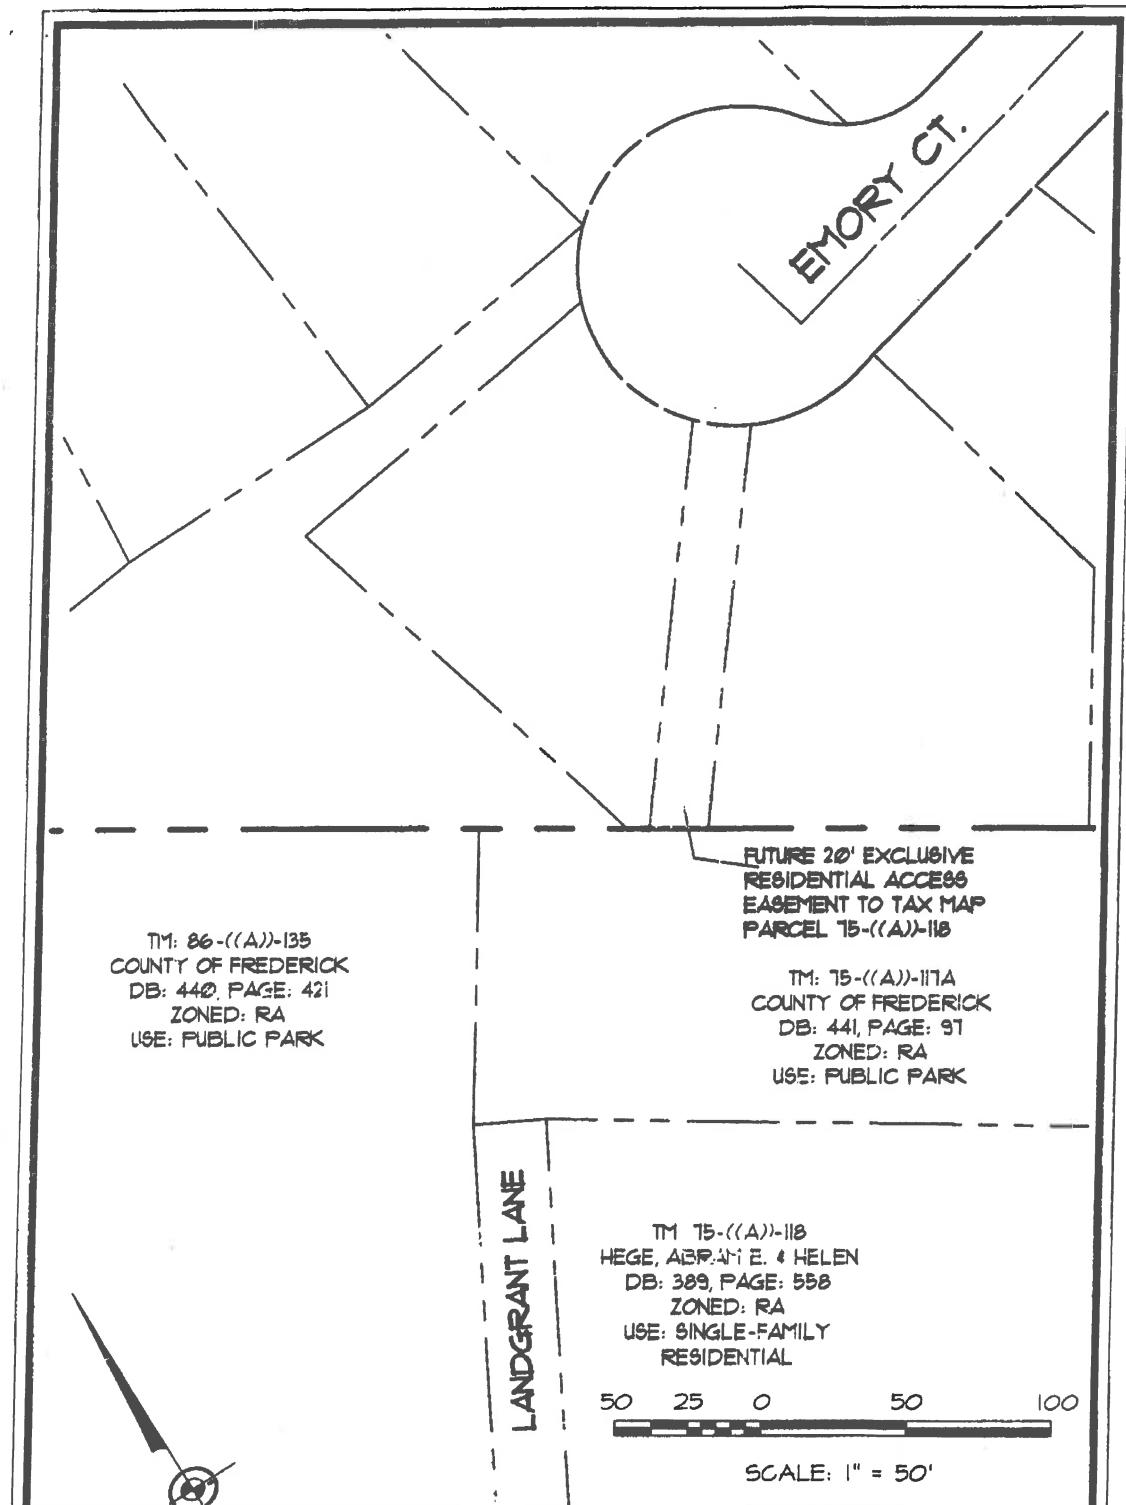 EMORY CT.
FUTURE 20' EXCLUSIVE
RESIDENTIAL ACCESS
EASEMENT TO TAX MAP
PARCEL 75-((A))-118
TM: 86-((A))-135
COUNTY OF FREDERICK
DB: 440, PAGE: 421
ZONED: RA
USE: PUBLIC PARK
TM: 75-((A))-117A
COUNTY OF FREDERICK
DB: 441, PAGE: 97
ZONED: RA
USE: PUBLIC PARK
LANDGRANT LANE
TM 75-((A))-118
HEGE, ABRAM E. & HELEN
DB: 389, PAGE: 558
ZONED: RA
USE: SINGLE-FAMILY
RESIDENTIAL
50 25 0 50 100
SCALE: 1" = 50'